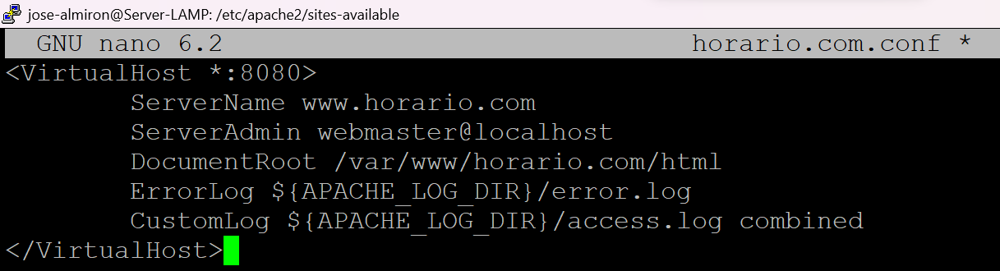 jose-almiron@Server-LAMP: /etc/apache2/sites-available
GNU nano 6.2 horario.com.conf *
<VirtualHost *:8080>
ServerName www.horario.com
ServerAdmin webmaster@localhost
DocumentRoot /var/www/horario.com/html
ErrorLog ${APACHE_LOG_DIR}/error.log
CustomLog ${APACHE_LOG_DIR}/access.log combined
</VirtualHost>